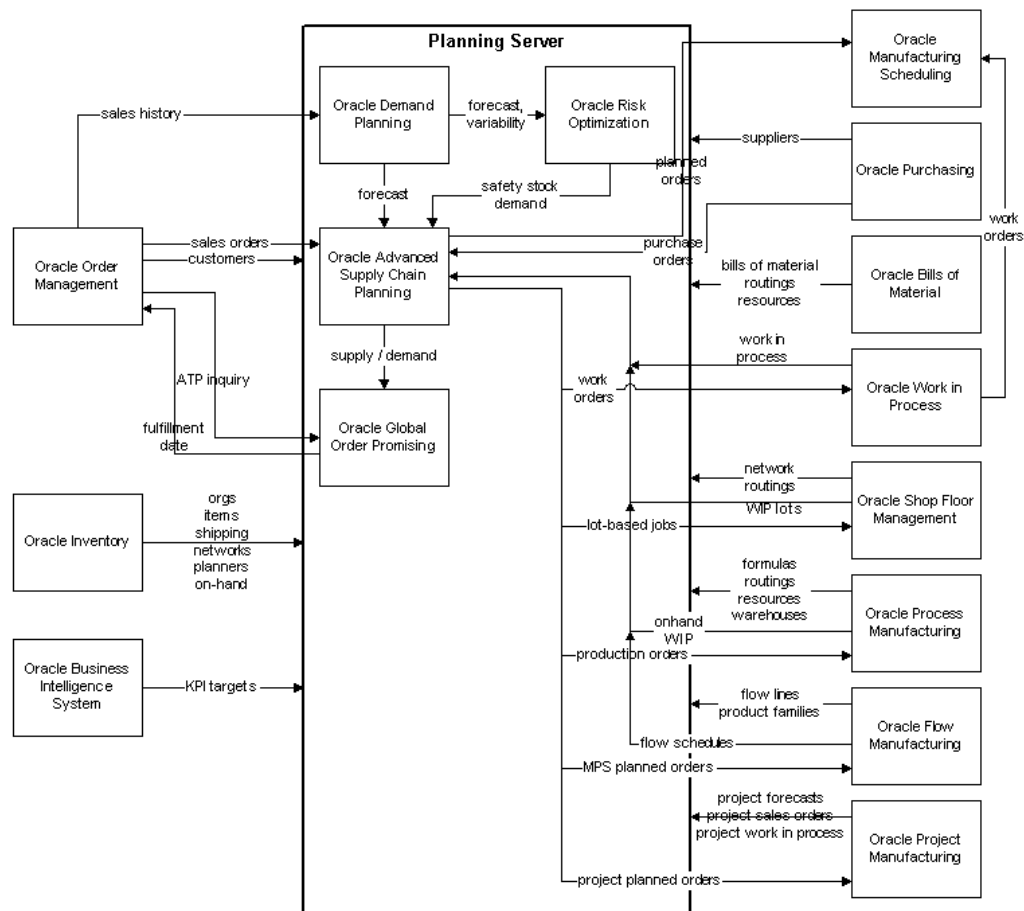 Planning Server
Oracle
Manufacturing
Scheduling
Oracle Demand
Planning
forecast,
variability
Oracle Risk
Optimization
sales history
suppliers
Oracle Purchasing
planned
orders
forecast
safety stock
demand
work
orders
Oracle Order
Management
sales orders
customers
Oracle Advanced
Supply Chain
Planning
purchase
orders
bills of material
routings
resources
Oracle Bills of
Material
supply / demand
work in
process
ATP inquiry
work
orders
Oracle Work in
Process
fulfillment
date
Oracle Global
Order Promising
network
routings
WIP lots
Oracle Shop Floor
Management
lot-based jobs
Oracle Inventory
orgs
items
shipping
networks
planners
on-hand
formulas
routings
resources
warehouses
Oracle Process
Manufacturing
onhand
WIP
production orders
Oracle Business
Intelligence
System
KPI targets
flow lines
product families
Oracle Flow
Manufacturing
flow schedules
MPS planned orders
project forecasts
project sales orders
project work in process
Oracle Project
Manufacturing
project planned orders